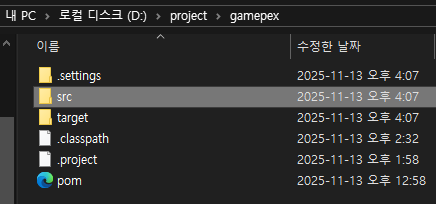 내 PC > 로컬 디스크 (D:) > project > gamepex
이름 수정한 날짜
.settings 2025-11-13 오후 4:07
src 2025-11-13 오후 4:07
target 2025-11-13 오후 4:07
.classpath 2025-11-13 오후 2:32
.project 2025-11-13 오후 1:58
pom 2025-11-13 오후 12:58